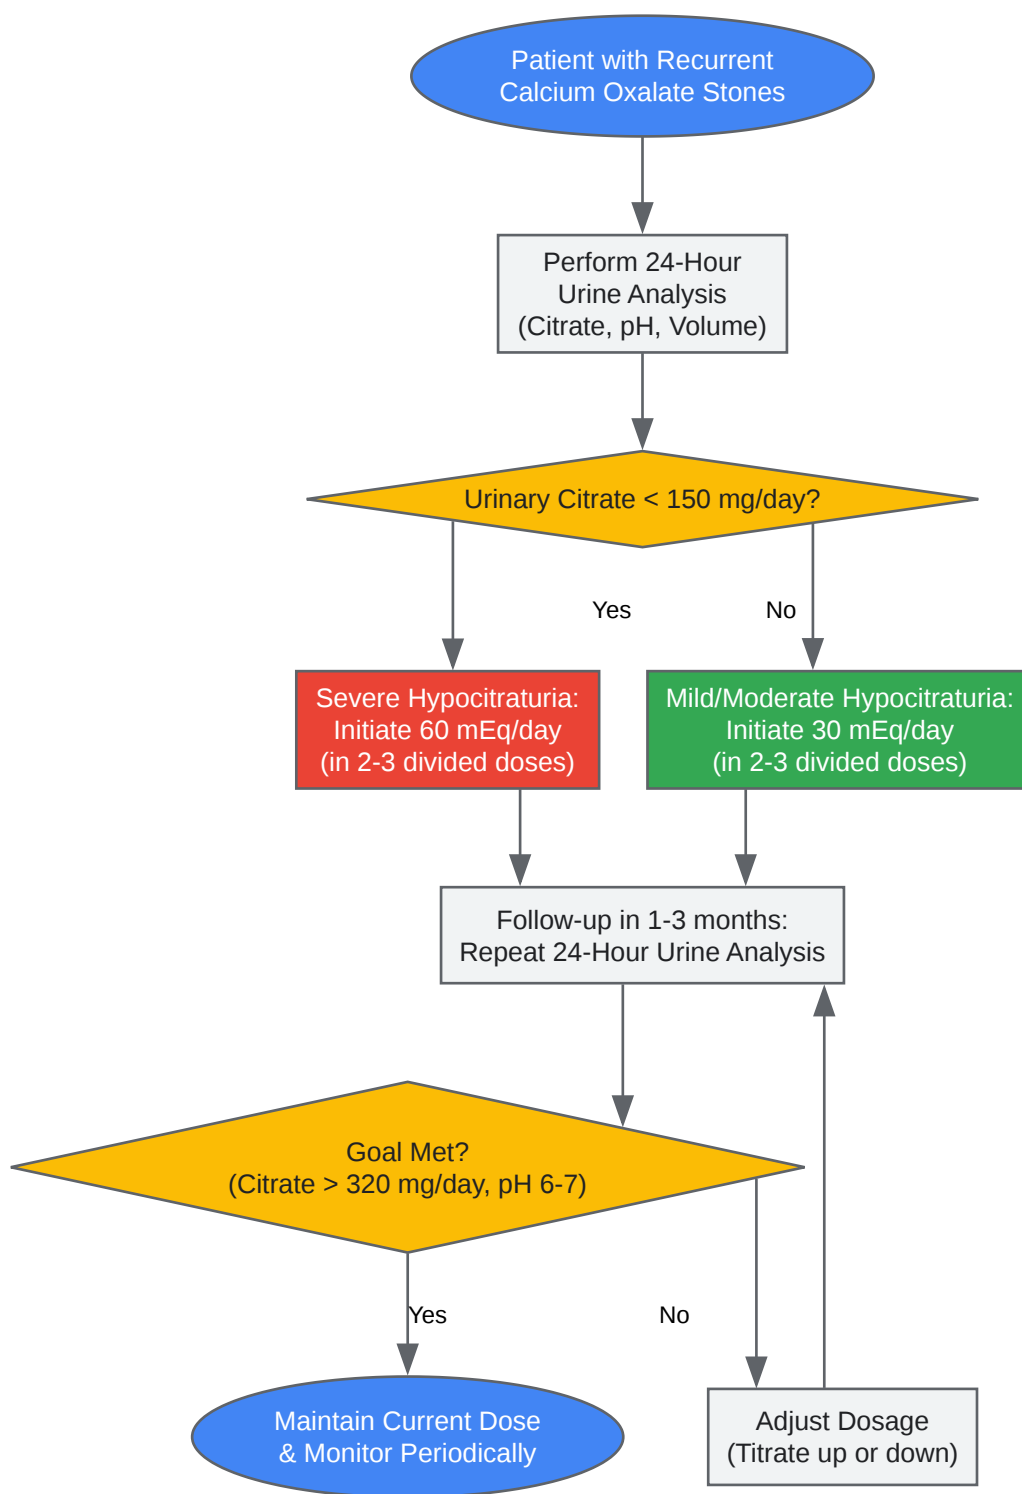 Patient with Recurrent
Calcium Oxalate Stones
Perform 24-Hour
Urine Analysis
(Citrate, pH, Volume)
Urinary Citrate < 150 mg/day?
Yes
No
Severe Hypocitraturia:
Initiate 60 mEq/day
(in 2-3 divided doses)
Mild/Moderate Hypocitraturia:
Initiate 30 mEq/day
(in 2-3 divided doses)
Follow-up in 1-3 months:
Repeat 24-Hour Urine Analysis
Goal Met?
(Citrate > 320 mg/day, pH 6-7)
Yes
No
Maintain Current Dose
& Monitor Periodically
Adjust Dosage
(Titrate up or down)